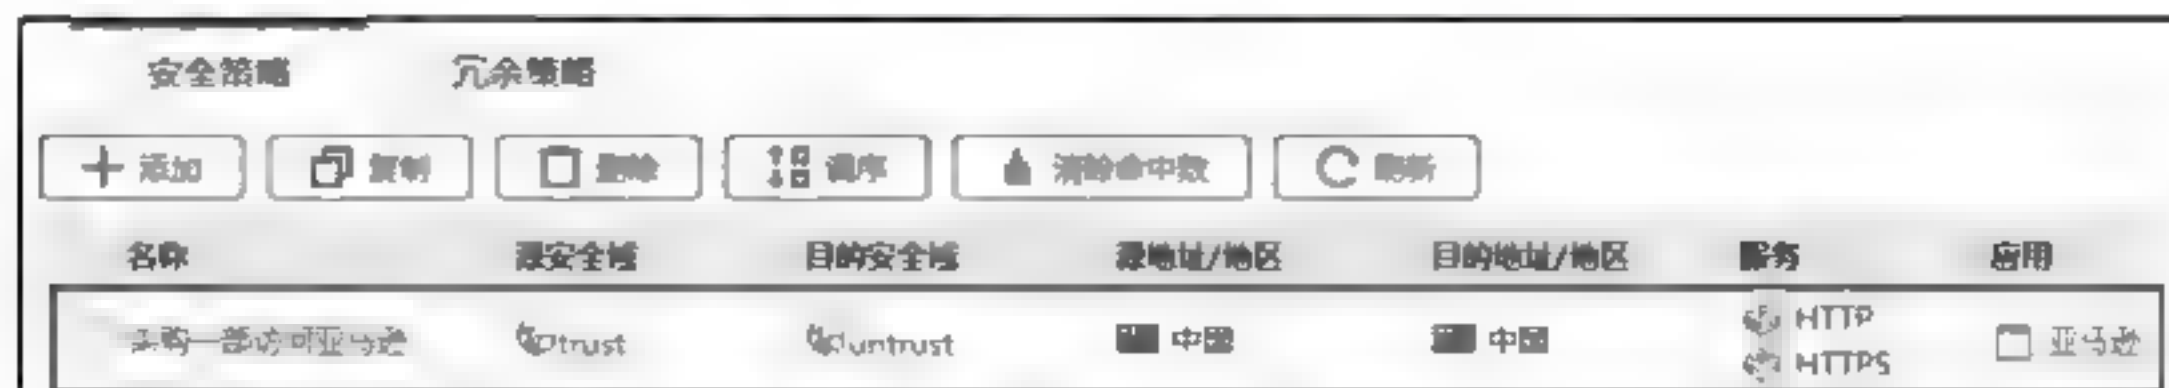 安全策略 冗余策略
添加 复制 删除 调序 清除命中数 刷新
名称 源安全域 目的安全域 源地址/地区 目的地址/地区 服务 应用
采购一部访问亚马逊 trust untrust 中国 中国 HTTP HTTPS 亚马逊